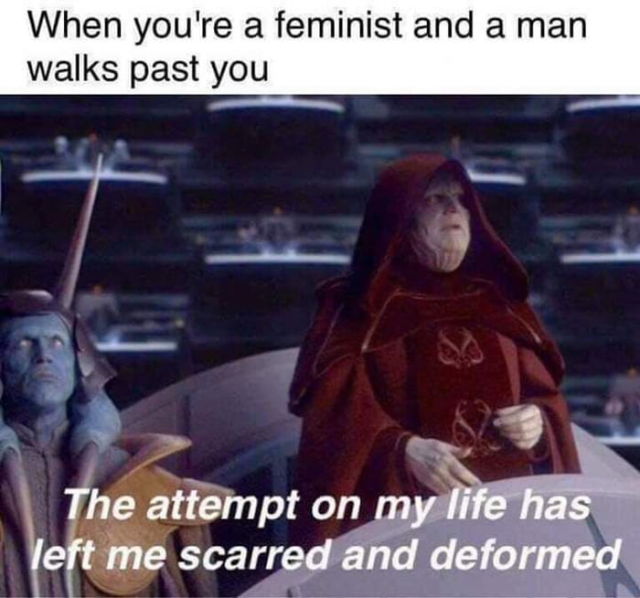 When you're a feminist and a man
walks past you
The attempt on my life has
left me scarred and deformed